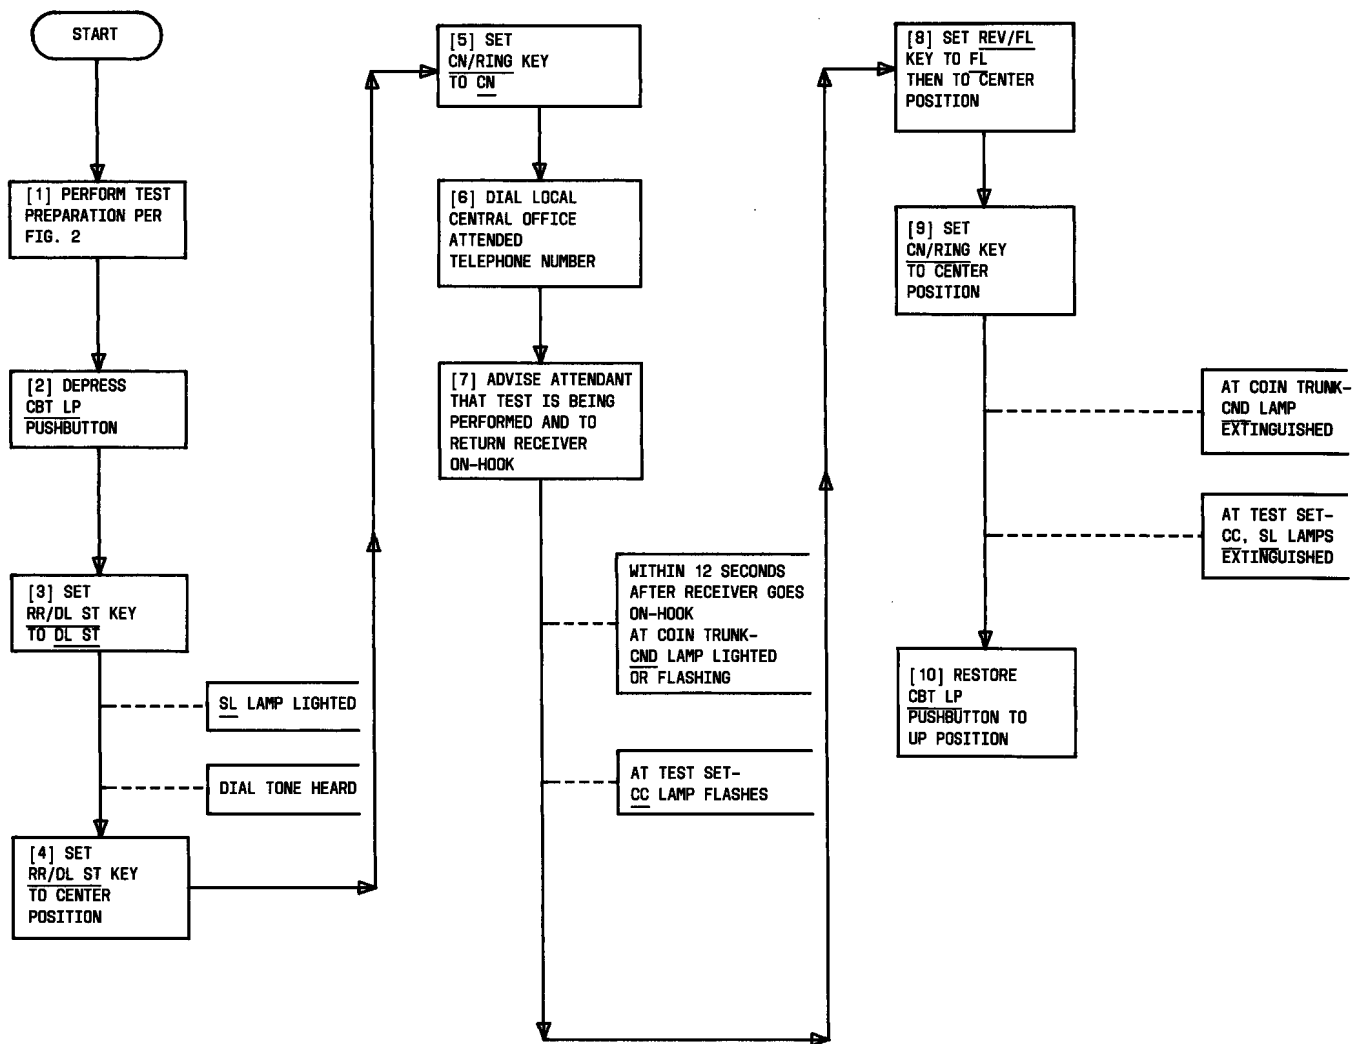 START
[1] PERFORM TEST
PREPARATION PER
FIG. 2
[2] DEPRESS
CBT LP
PUSHBUTTON
[3] SET
RR/DL ST KEY
TO DL ST
SL LAMP LIGHTED
DIAL TONE HEARD
[4] SET
RR/DL ST KEY
TO CENTER
POSITION
[5] SET
CN/RING KEY
TO CN
[6] DIAL LOCAL
CENTRAL OFFICE
ATTENDED
TELEPHONE NUMBER
[7] ADVISE ATTENDANT
THAT TEST IS BEING
PERFORMED AND TO
RETURN RECEIVER
ON-HOOK
WITHIN 12 SECONDS
AFTER RECEIVER GOES
ON-HOOK
AT COIN TRUNK-
CND LAMP LIGHTED
OR FLASHING
AT TEST SET-
CC LAMP FLASHES
[8] SET REV/FL
KEY TO FL
THEN TO CENTER
POSITION
[9] SET
CN/RING KEY
TO CENTER
POSITION
AT COIN TRUNK-
CND LAMP
EXTINGUISHED
AT TEST SET-
CC, SL LAMPS
EXTINGUISHED
[10] RESTORE
CBT LP
PUSHBUTTON TO
UP POSITION